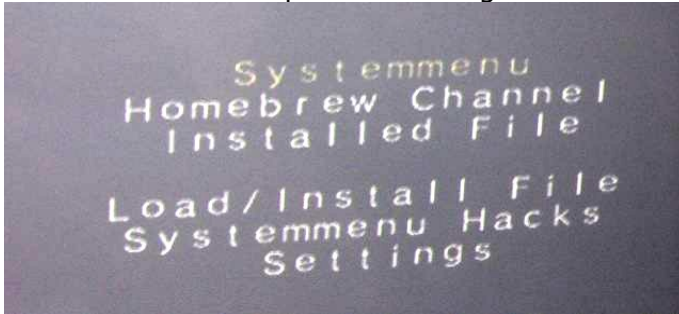 Systemmenu
Homebrew Channel
Installed File
Load/Install File
Systemmenu Hacks
Settings